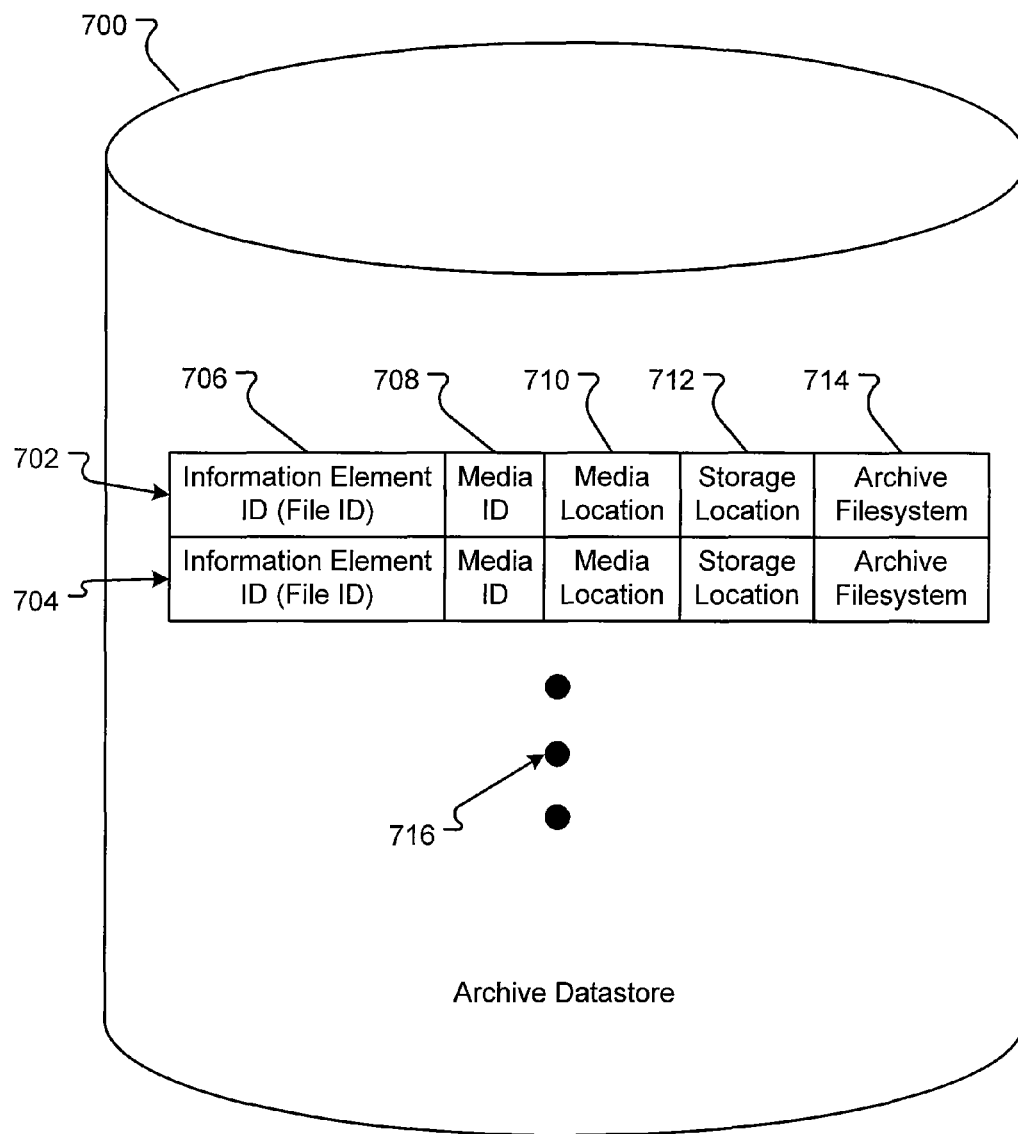 700
706
708
710
712
714
702
Information Element
ID (File ID)
Media
ID
Media
Location
Storage
Location
Archive
Filesystem
704
Information Element
ID (File ID)
Media
ID
Media
Location
Storage
Location
Archive
Filesystem
716
Archive Datastore